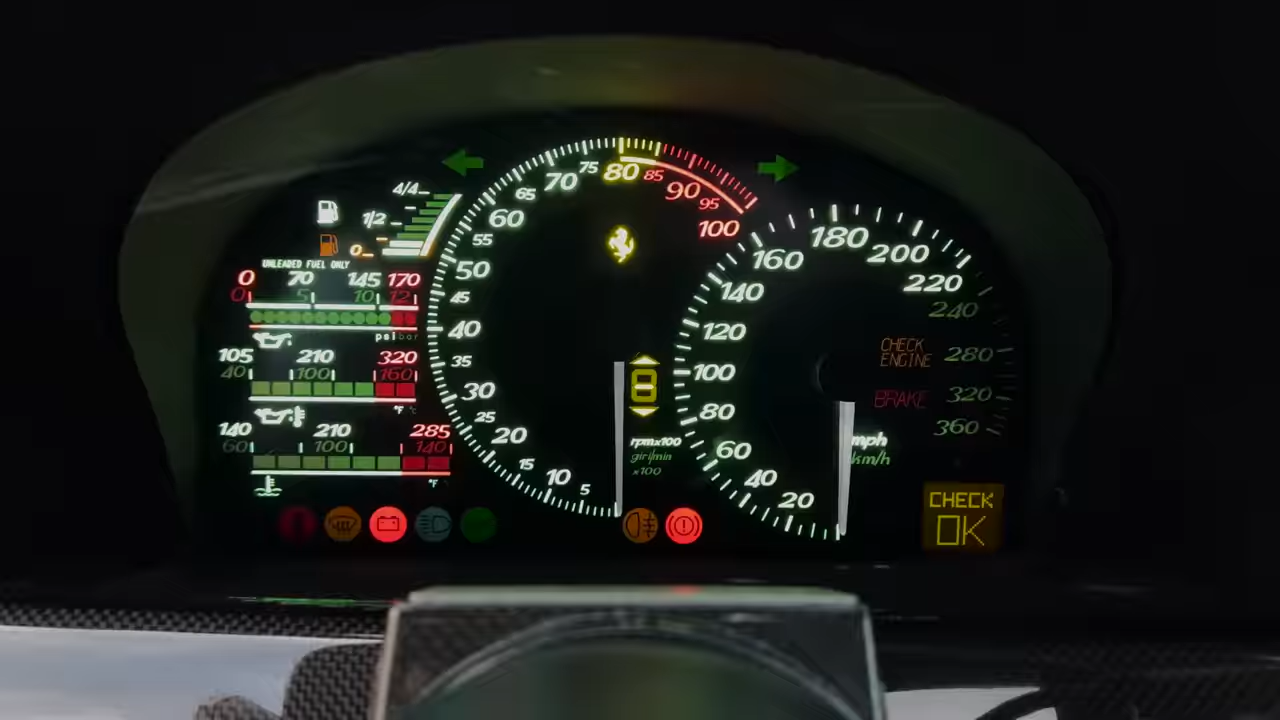 4/4
1/2
0
UNLEADED FUEL ONLY
0 70 145 170
0 5 10 12
psi bar
105 210 320
40 100 160
°F °C
140 210 285
60 100 140
°F
5
10
15
20
25
30
35
40
45
50
55
60
65
70
75
80
85
90
95
100
8
rpmx100
giri/min
x100
20
40
60
80
100
120
140
160
180
200
220
240
280
320
360
CHECK
ENGINE
BRAKE
mph
km/h
CHECK
OK